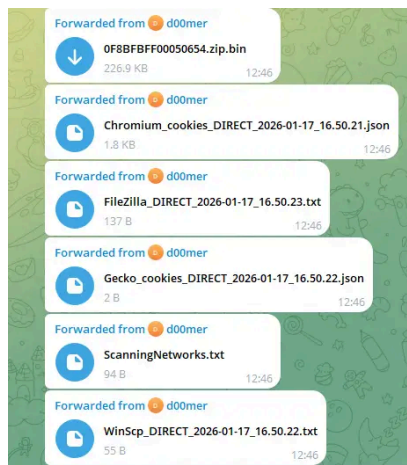 Forwarded from d00mer
0F8BFBFF00050654.zip.bin
226.9 KB 12:46
Forwarded from d00mer
Chromium_cookies_DIRECT_2026-01-17_16.50.21.json
1.8 KB 12:46
Forwarded from d00mer
FileZilla_DIRECT_2026-01-17_16.50.23.txt
137 B 12:46
Forwarded from d00mer
Gecko_cookies_DIRECT_2026-01-17_16.50.22.json
2 B 12:46
Forwarded from d00mer
ScanningNetworks.txt
94 B 12:46
Forwarded from d00mer
WinScp_DIRECT_2026-01-17_16.50.22.txt
55 B 12:46